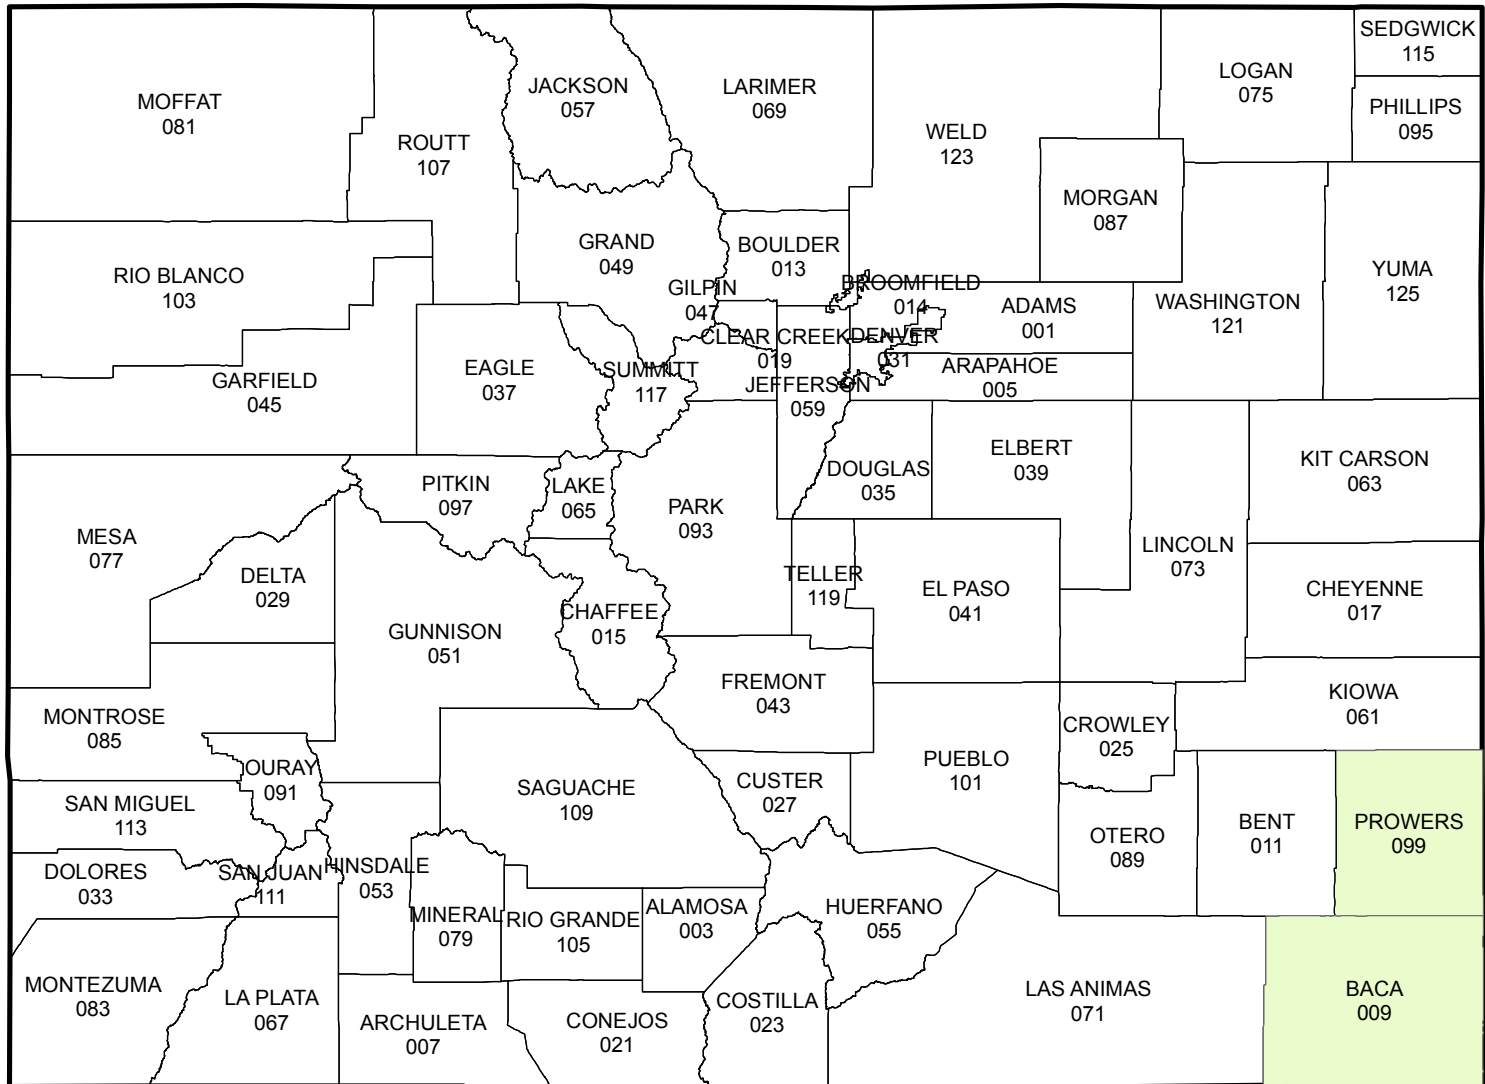 MOFFAT
081
ROUTT
107
JACKSON
057
LARIMER
069
WELD
123
LOGAN
075
SEDGWICK
115
PHILLIPS
095
MORGAN
087
RIO BLANCO
103
GRAND
049
BOULDER
013
GILPIN
047
BROOMFIELD
014
ADAMS
001
WASHINGTON
121
YUMA
125
CLEAR CREEK
019
DENVER
031
GARFIELD
045
EAGLE
037
SUMMITT
117
JEFFERSON
059
ARAPAHOE
005
DOUGLAS
035
ELBERT
039
KIT CARSON
063
PITKIN
097
LAKE
065
PARK
093
MESA
077
DELTA
029
LINCOLN
073
TELLER
119
EL PASO
041
CHEYENNE
017
GUNNISON
051
CHAFFEE
015
FREMONT
043
KIOWA
061
MONTROSE
085
CROWLEY
025
OURAY
091
PUEBLO
101
SAGUACHE
109
CUSTER
027
SAN MIGUEL
113
OTERO
089
BENT
011
PROWERS
099
DOLORES
033
SAN JUAN
111
HINSDALE
053
MINERAL
079
RIO GRANDE
105
ALAMOSA
003
HUERFANO
055
MONTEZUMA
083
LA PLATA
067
ARCHULETA
007
CONEJOS
021
COSTILLA
023
LAS ANIMAS
071
BACA
009